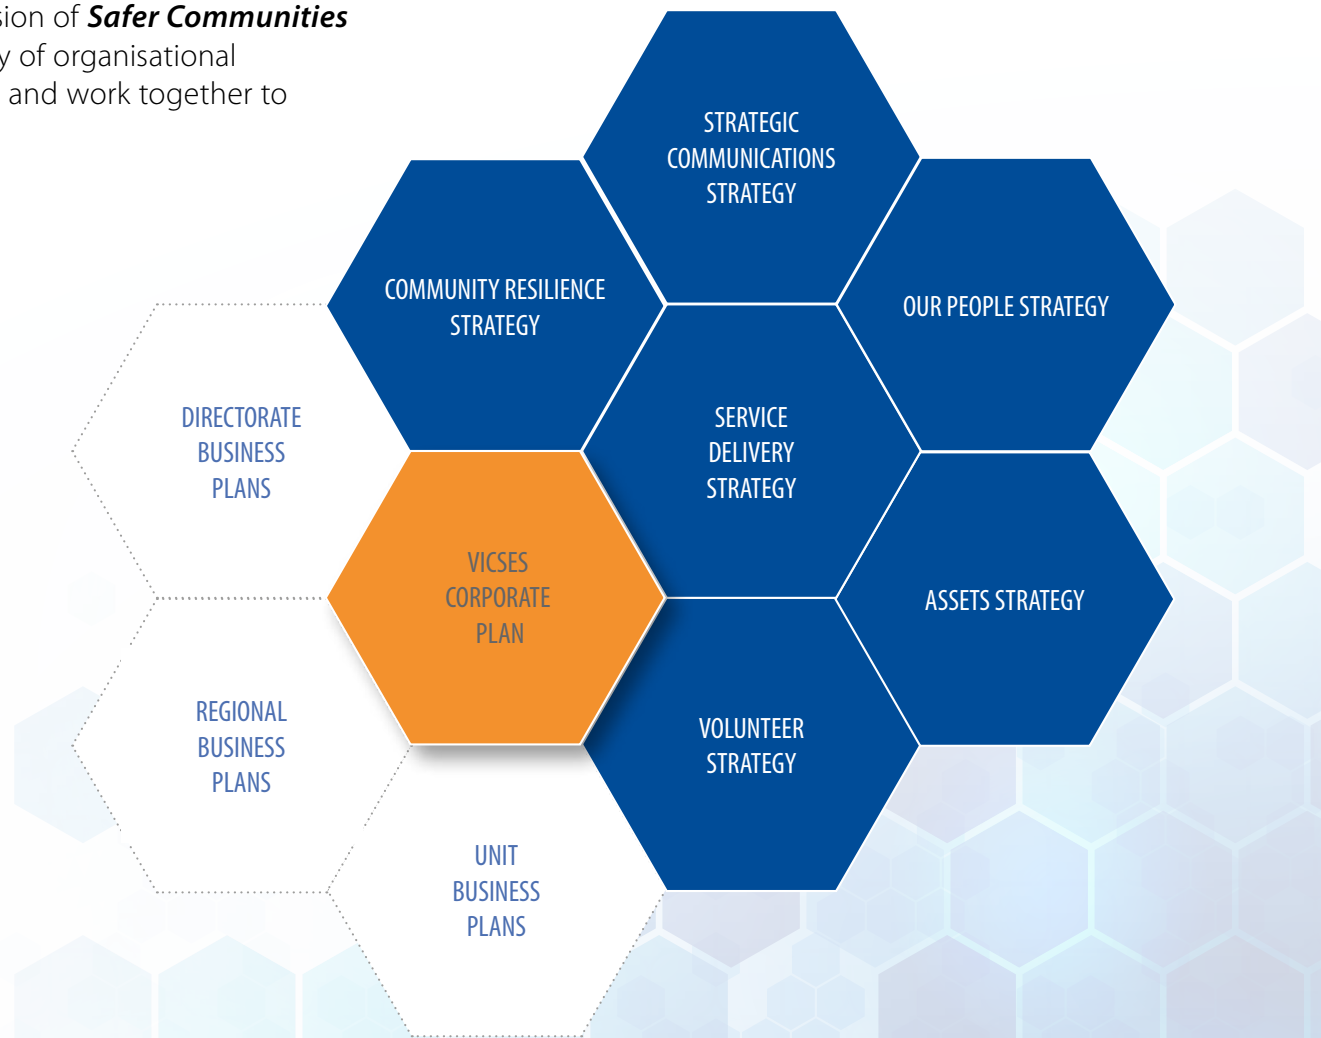 sion of Safer Communities
y of organisational
and work together to
STRATEGIC
COMMUNICATIONS
STRATEGY
COMMUNITY RESILIENCE
STRATEGY
OUR PEOPLE STRATEGY
DIRECTORATE
BUSINESS
PLANS
SERVICE
DELIVERY
STRATEGY
VICSES
CORPORATE
PLAN
ASSETS STRATEGY
REGIONAL
BUSINESS
PLANS
VOLUNTEER
STRATEGY
UNIT
BUSINESS
PLANS